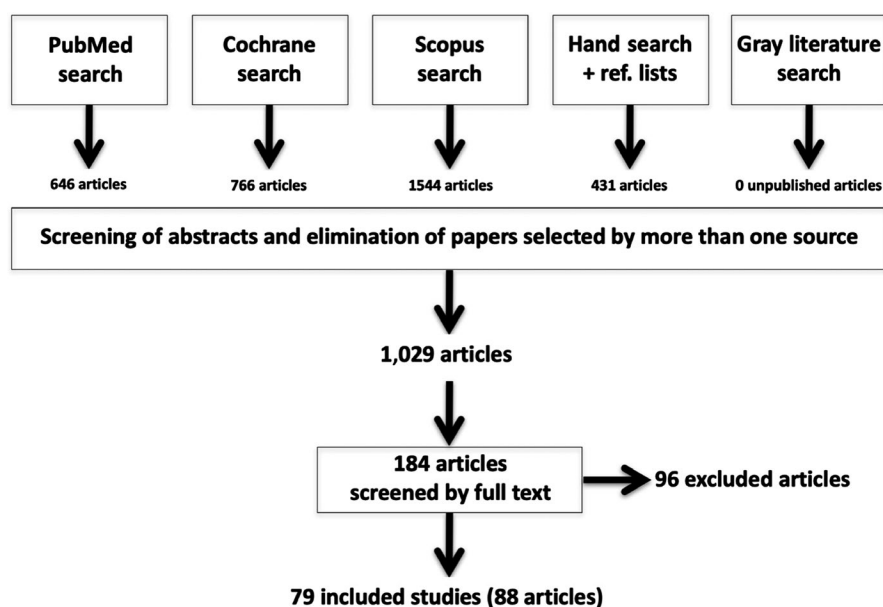 PubMed
search
Cochrane
search
Scopus
search
Hand search
+ ref. lists
Gray literature
search
646 articles
766 articles
1544 articles
431 articles
0 unpublished articles
Screening of abstracts and elimination of papers selected by more than one source
1,029 articles
184 articles
screened by full text
96 excluded articles
79 included studies (88 articles)